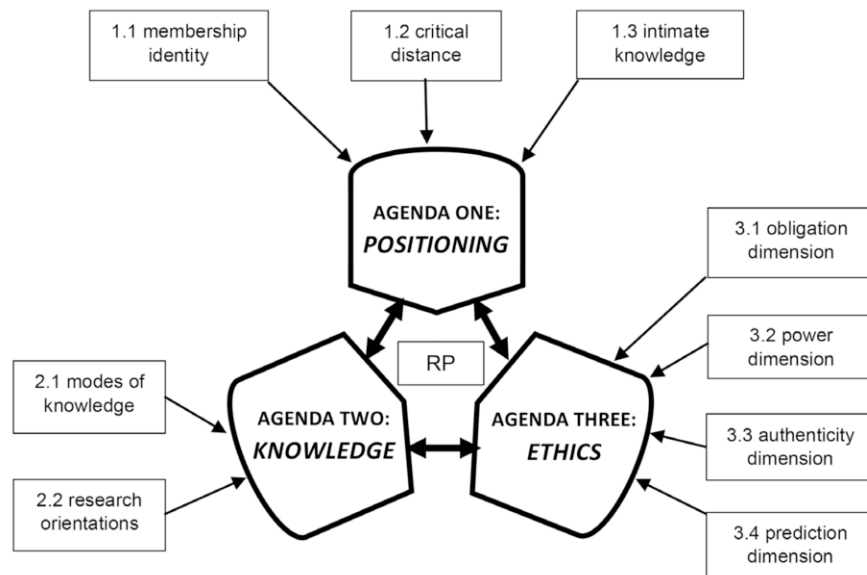 1.1 membership
identity
1.2 critical
distance
1.3 intimate
knowledge
AGENDA ONE:
POSITIONING
3.1 obligation
dimension
3.2 power
dimension
RP
2.1 modes of
knowledge
AGENDA TWO:
KNOWLEDGE
AGENDA THREE:
ETHICS
3.3 authenticity
dimension
2.2 research
orientations
3.4 prediction
dimension